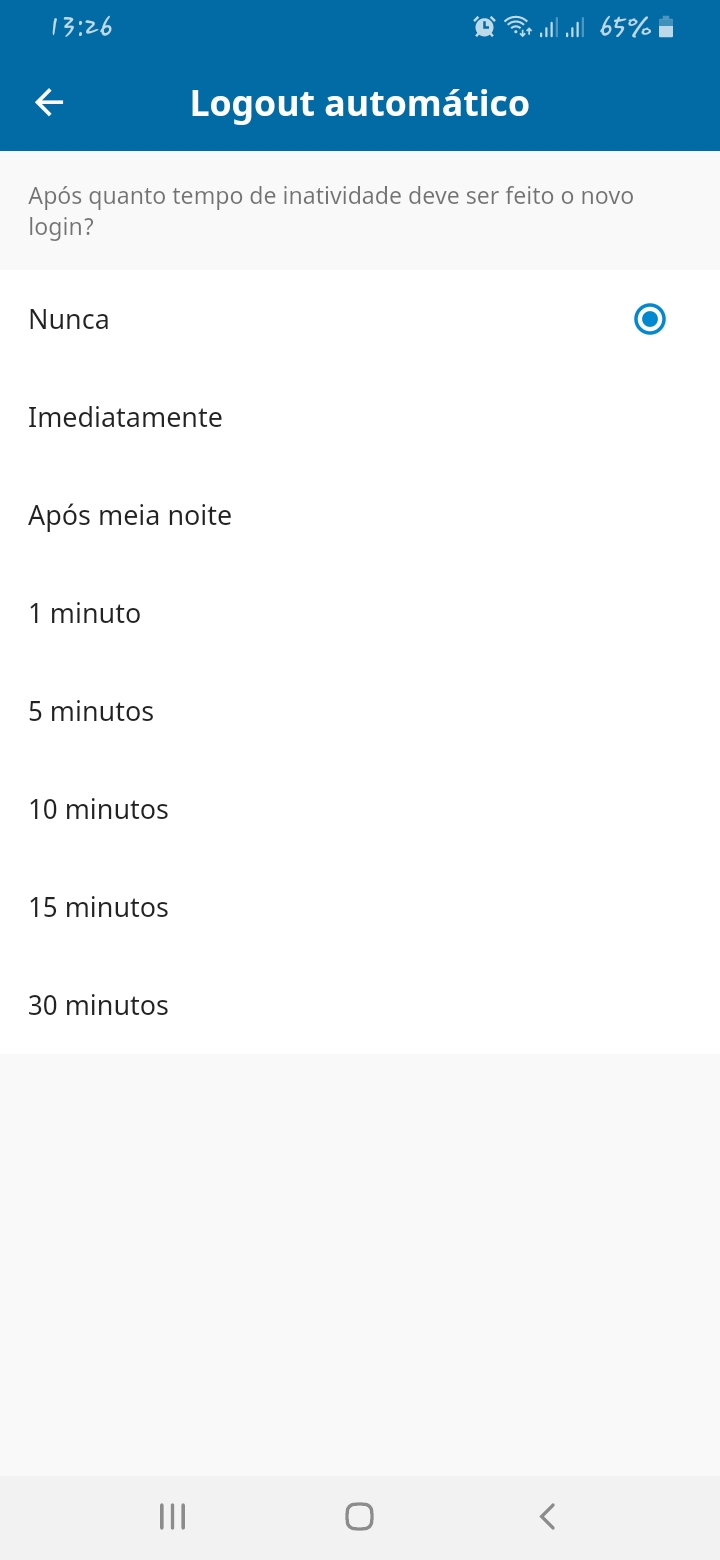 13:26 65%
Logout automático
Após quanto tempo de inatividade deve ser feito o novo
login?
Nunca
Imediatamente
Após meia noite
1 minuto
5 minutos
10 minutos
15 minutos
30 minutos